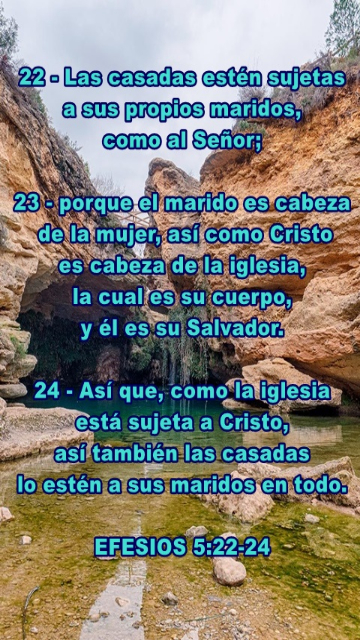 22 - Las casadas estén sujetas
a sus propios maridos,
como al Señor;
23 - porque el marido es cabeza
de la mujer, así como Cristo
es cabeza de la iglesia,
la cual es su cuerpo,
y él es su Salvador.
24 - Así que, como la iglesia
está sujeta a Cristo,
así también las casadas
lo estén a sus maridos en todo.
EFESIOS 5:22-24